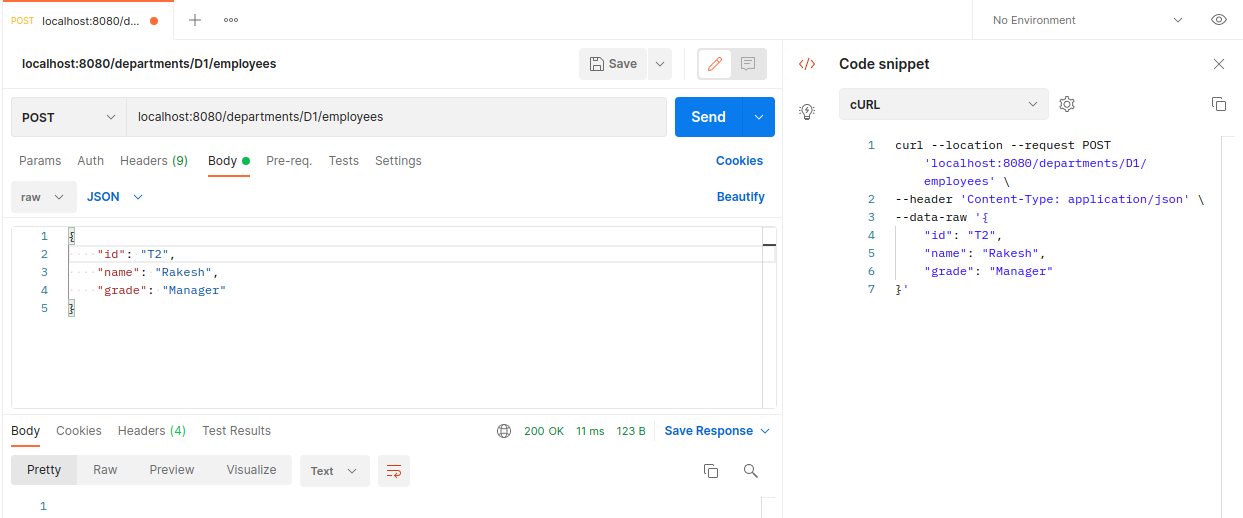 POST localhost:8080/d...
No Environment
localhost:8080/departments/D1/employees
Save
POST localhost:8080/departments/D1/employees
Send
Params Auth Headers (9) Body Pre-req. Tests Settings
Cookies
raw JSON
Beautify
1 {
2 "id": "T2",
3 "name": "Rakesh",
4 "grade": "Manager"
5 }
Body Cookies Headers (4) Test Results
200 OK 11 ms 123 B Save Response
Pretty Raw Preview Visualize Text
1
</> Code snippet
cURL
1 curl --location --request POST
'localhost:8080/departments/D1/
employees' \
2 --header 'Content-Type: application/json' \
3 --data-raw '{
4 "id": "T2",
5 "name": "Rakesh",
6 "grade": "Manager"
7 }'